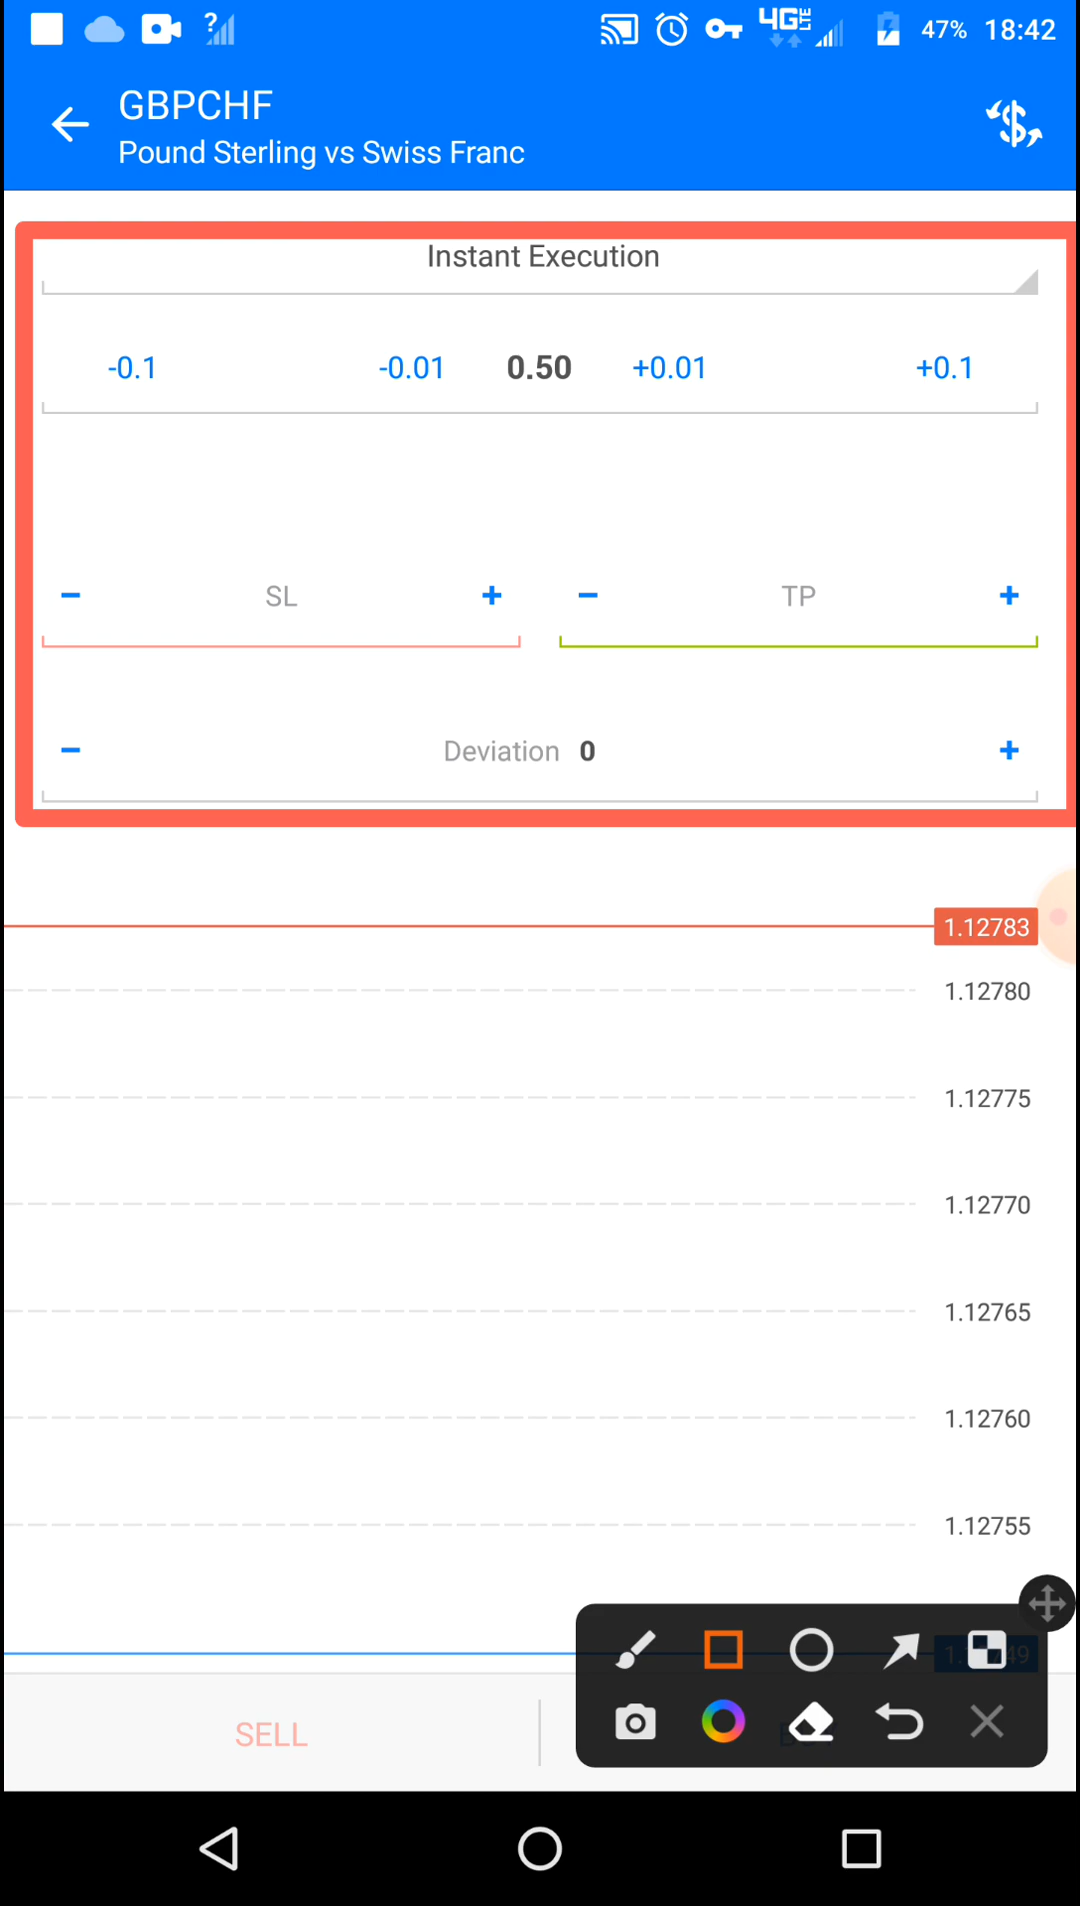 ?
4G LTE
47%
18:42
GBPCHF
Pound Sterling vs Swiss Franc
Instant Execution
-0.1 -0.01 0.50 +0.01 +0.1
- SL + - TP +
- Deviation 0 +
1.12783
1.12780
1.12775
1.12770
1.12765
1.12760
1.12755
SELL